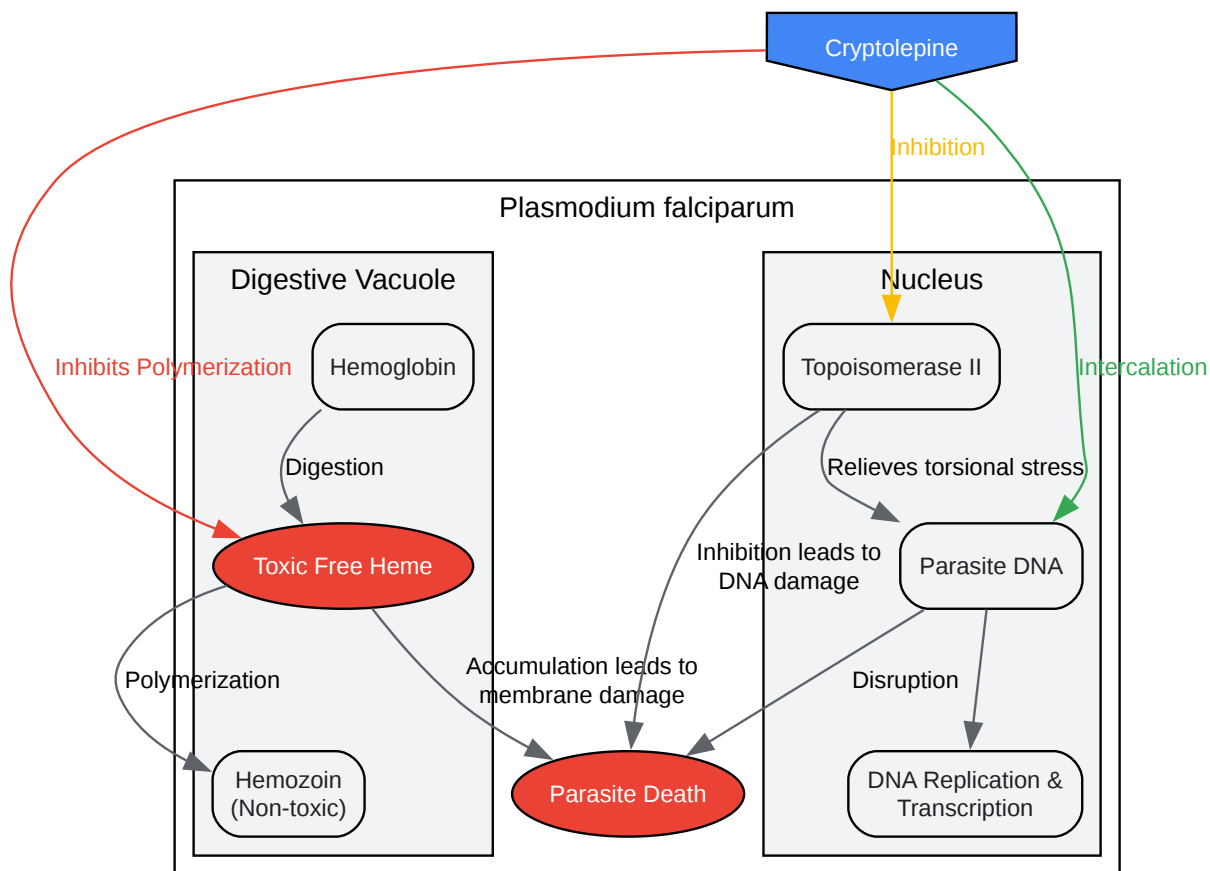 Cryptolepine
Inhibition
Plasmodium falciparum
Digestive Vacuole
Nucleus
Inhibits Polymerization
Hemoglobin
Topoisomerase II
Intercalation
Digestion
Relieves torsional stress
Toxic Free Heme
Inhibition leads to
DNA damage
Parasite DNA
Polymerization
Accumulation leads to
membrane damage
Disruption
Hemozoin
(Non-toxic)
Parasite Death
DNA Replication &
Transcription